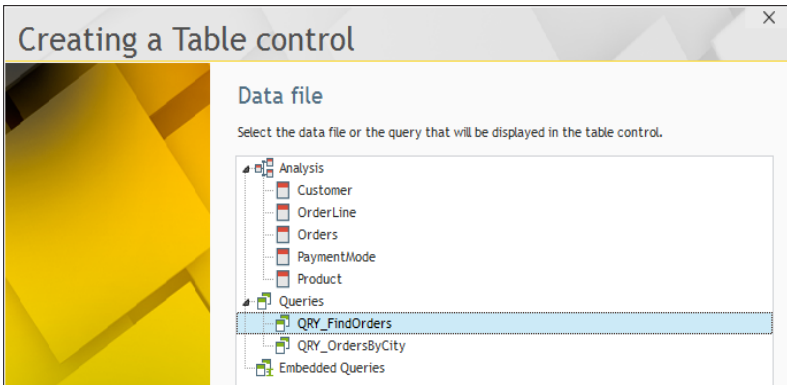 Creating a Table control
Data file
Select the data file or the query that will be displayed in the table control.
Analysis
Customer
OrderLine
Orders
PaymentMode
Product
Queries
QRY_FindOrders
QRY_OrdersByCity
Embedded Queries